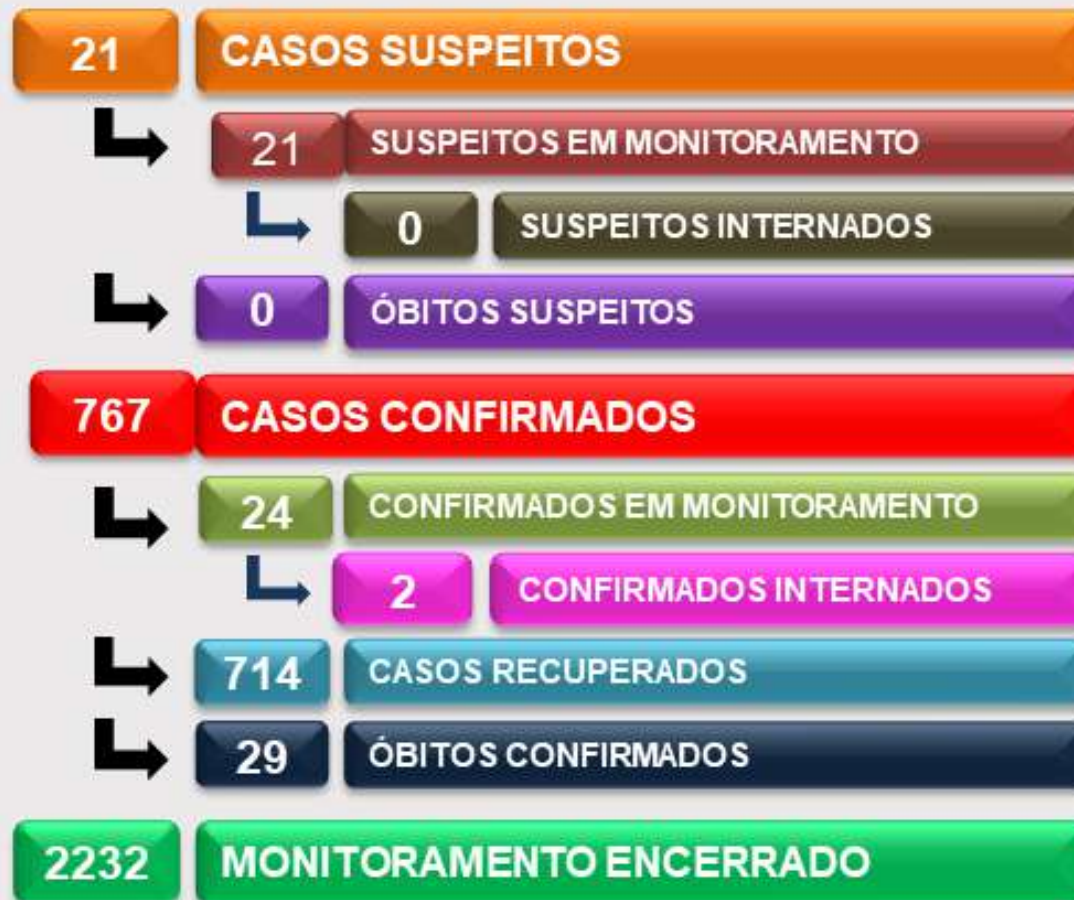 21 CASOS SUSPEITOS
21 SUSPEITOS EM MONITORAMENTO
0 SUSPEITOS INTERNADOS
0 ÓBITOS SUSPEITOS
767 CASOS CONFIRMADOS
24 CONFIRMADOS EM MONITORAMENTO
2 CONFIRMADOS INTERNADOS
714 CASOS RECUPERADOS
29 ÓBITOS CONFIRMADOS
2232 MONITORAMENTO ENCERRADO